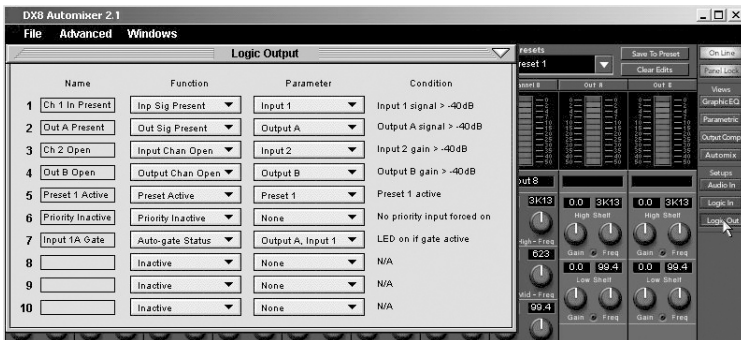 DX8 Automixer 2.1
File Advanced Windows
Logic Output
Name Function Parameter Condition
1 Ch 1 In Present Inp Sig Present Input 1 Input 1 signal > -40dB
2 Out A Present Out Sig Present Output A Output A signal > -40dB
3 Ch 2 Open Input Chan Open Input 2 Input 2 gain > -40dB
4 Out B Open Output Chan Open Output B Output B gain > -40dB
5 Preset 1 Active Preset Active Preset 1 Preset 1 active
6 Priority Inactive Priority Inactive None No priority input forced on
7 Input 1A Gate Auto-gate Status Output A, Input 1 LED on if gate active
8 Inactive None N/A
9 Inactive None N/A
10 Inactive None N/A
resets
reset 1
Save To Preset
Clear Edits
Out A Out B
out 8
3K13 0.0 3K13 0.0 3K13
High Shelf High Shelf
High - Freq Gain Freq Gain Freq
623 0.0 99.4 0.0 99.4
Low Shelf Low Shelf
Mid - Freq Gain Freq Gain Freq
99.4
On Line
Panel Lock
Views
Graphic EQ
Parametric
Output Comp
Automix
Setups
Audio In
Logic In
Logic Out